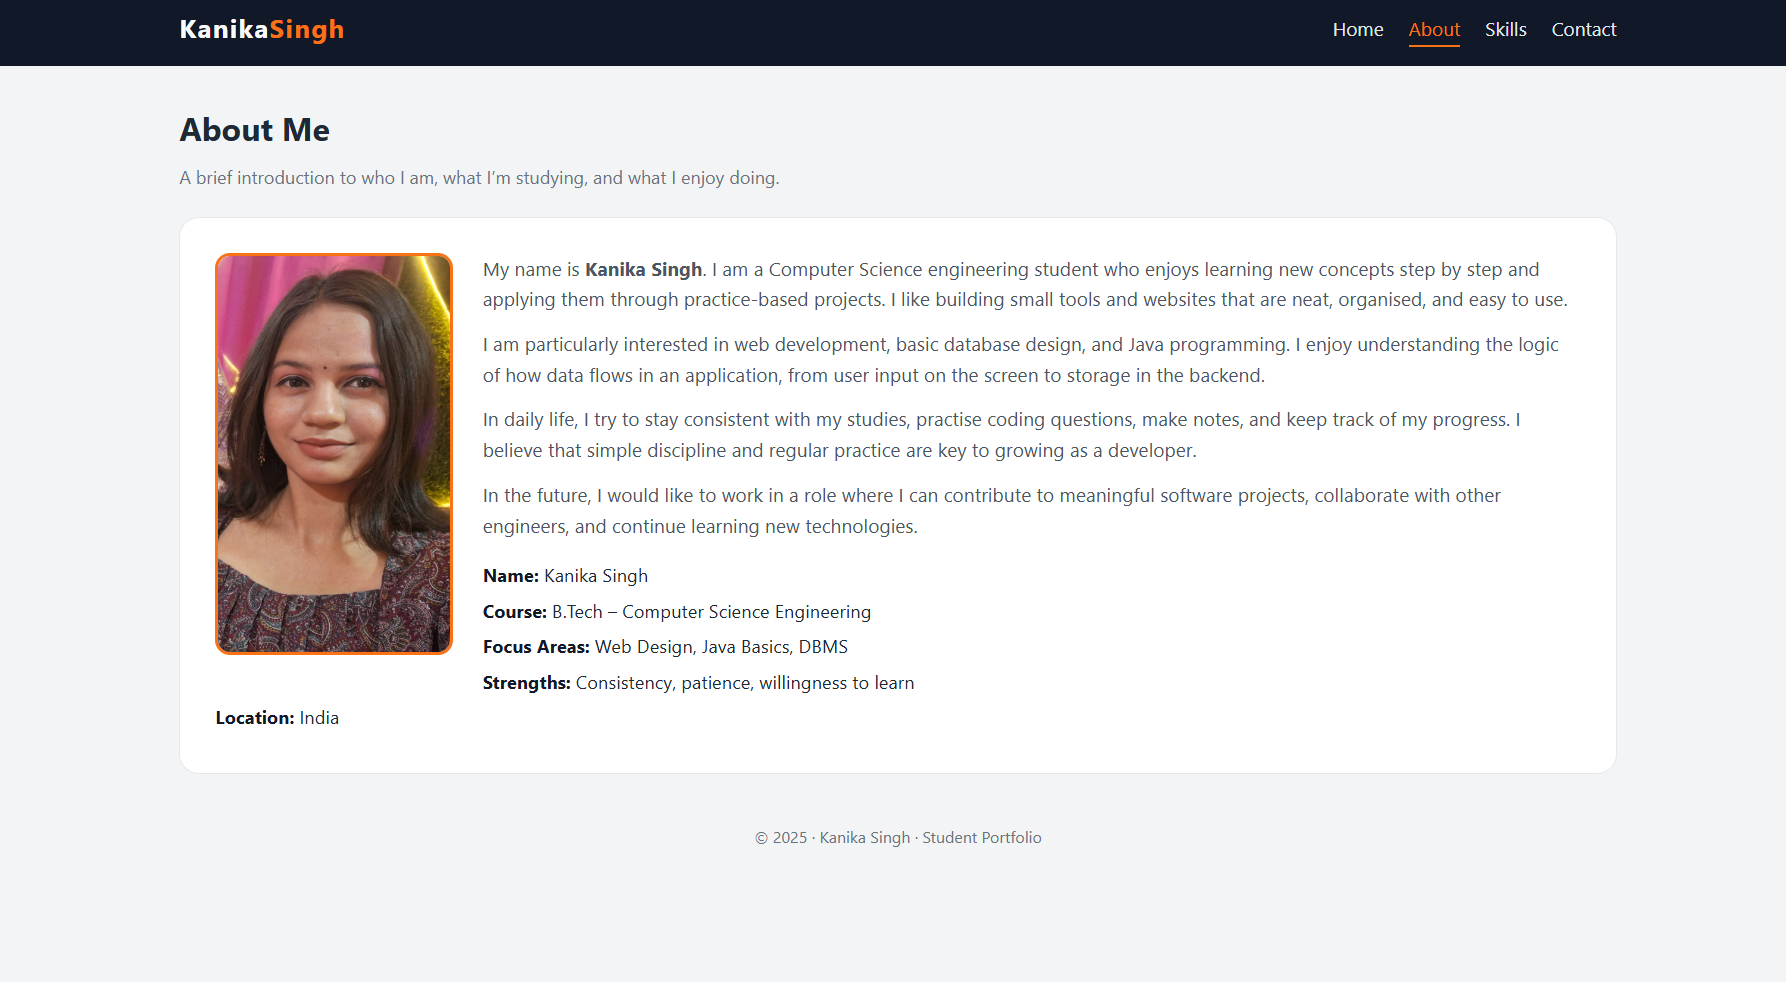 KanikaSingh
Home About Skills Contact
About Me
A brief introduction to who I am, what I'm studying, and what I enjoy doing.
My name is Kanika Singh. I am a Computer Science engineering student who enjoys learning new concepts step by step and
applying them through practice-based projects. I like building small tools and websites that are neat, organised, and easy to use.
I am particularly interested in web development, basic database design, and Java programming. I enjoy understanding the logic
of how data flows in an application, from user input on the screen to storage in the backend.
In daily life, I try to stay consistent with my studies, practise coding questions, make notes, and keep track of my progress. I
believe that simple discipline and regular practice are key to growing as a developer.
In the future, I would like to work in a role where I can contribute to meaningful software projects, collaborate with other
engineers, and continue learning new technologies.
Name: Kanika Singh
Course: B.Tech – Computer Science Engineering
Focus Areas: Web Design, Java Basics, DBMS
Strengths: Consistency, patience, willingness to learn
Location: India
© 2025 · Kanika Singh · Student Portfolio